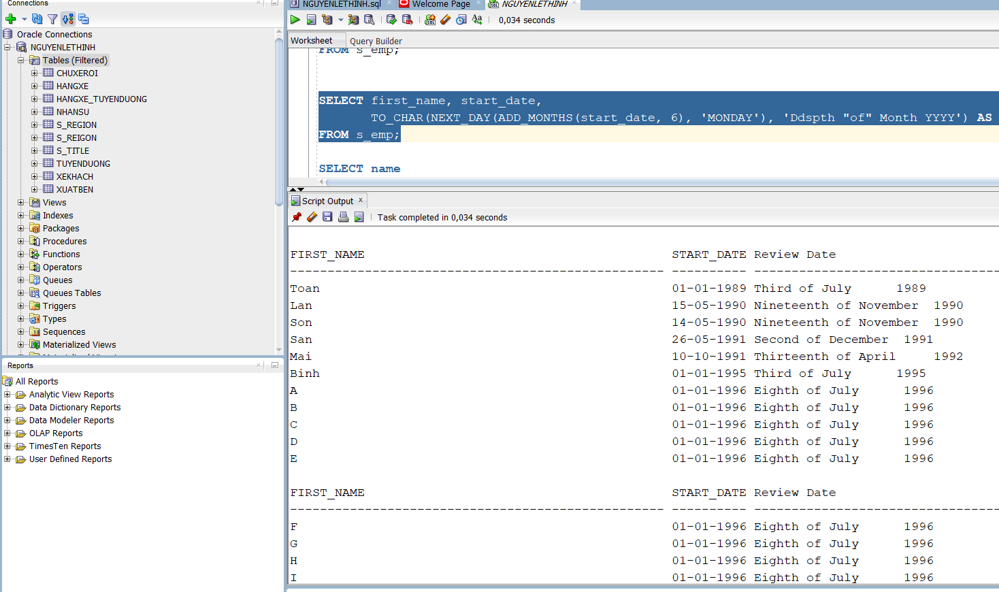 Connections
Oracle Connections
NGUYENLETHINH
Tables (Filtered)
CHUXEROI
HANGXE
HANGXE_TUYENDUONG
NHANSU
S_REGION
S_REIGON
S_TITLE
TUYENDUONG
XEKHACH
XUATBEN
Views
Indexes
Packages
Procedures
Functions
Operators
Queues
Queues Tables
Triggers
Types
Sequences
Materialized Views
Reports
All Reports
Analytic View Reports
Data Dictionary Reports
Data Modeler Reports
OLAP Reports
TimesTen Reports
User Defined Reports
NGUYENLETHINH.sql Welcome Page NGUYENLETHINH
0,034 seconds
Worksheet Query Builder
FROM s_emp;
SELECT first_name, start_date,
TO_CHAR(NEXT_DAY(ADD_MONTHS(start_date, 6), 'MONDAY'), 'Ddspth "of" Month YYYY') AS
FROM s_emp;
SELECT name
Script Output
Task completed in 0,034 seconds
FIRST_NAME START_DATE Review Date
-------------------------------------------------- ---------- ---------------------------------
Toan 01-01-1989 Third of July 1989
Lan 15-05-1990 Nineteenth of November 1990
Son 14-05-1990 Nineteenth of November 1990
San 26-05-1991 Second of December 1991
Mai 10-10-1991 Thirteenth of April 1992
Binh 01-01-1995 Third of July 1995
A 01-01-1996 Eighth of July 1996
B 01-01-1996 Eighth of July 1996
C 01-01-1996 Eighth of July 1996
D 01-01-1996 Eighth of July 1996
E 01-01-1996 Eighth of July 1996
FIRST_NAME START_DATE Review Date
-------------------------------------------------- ---------- ---------------------------------
F 01-01-1996 Eighth of July 1996
G 01-01-1996 Eighth of July 1996
H 01-01-1996 Eighth of July 1996
I 01-01-1996 Eighth of July 1996